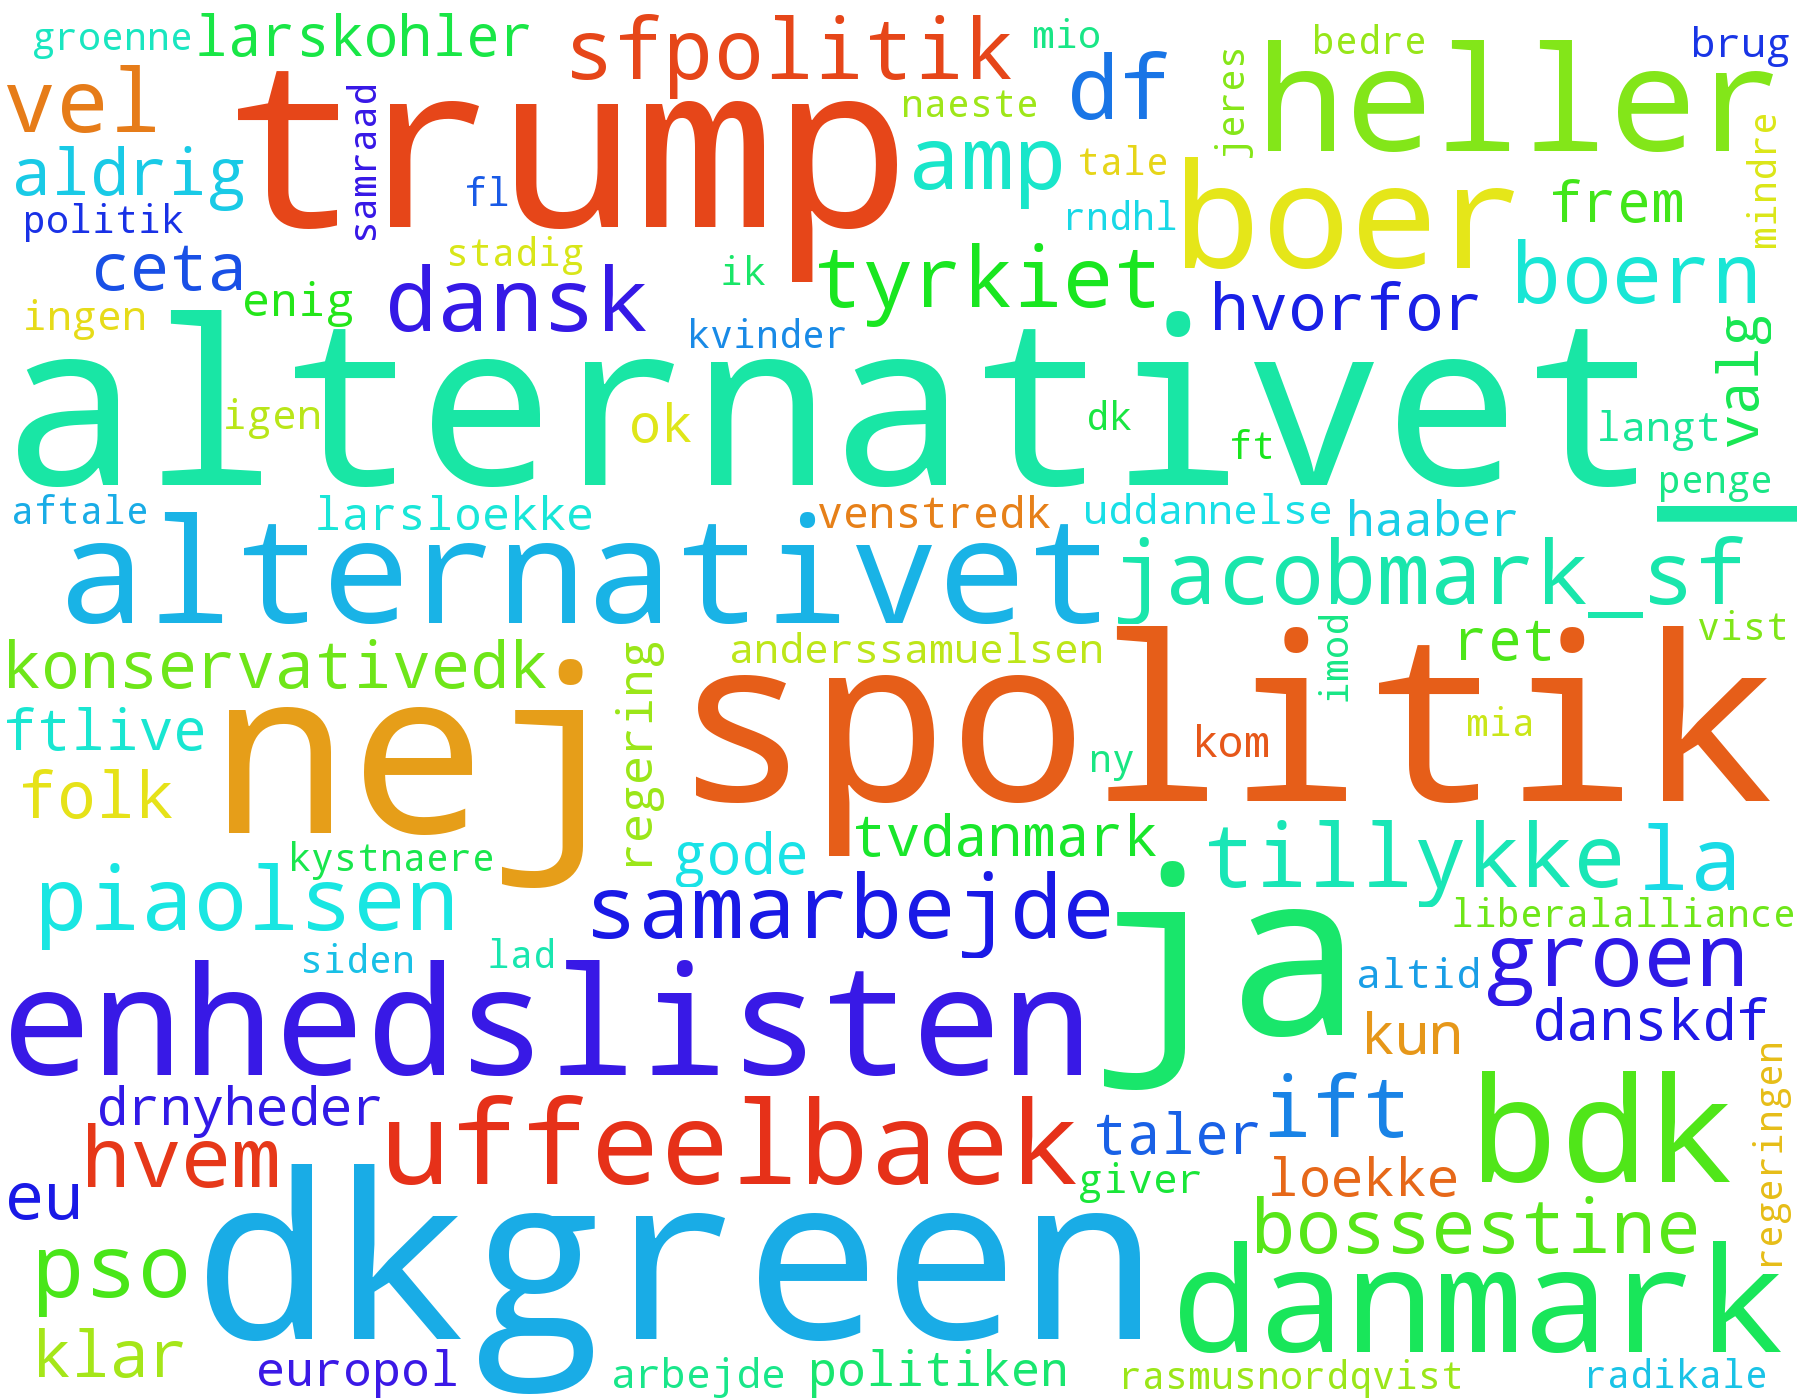 groenne
larskohler
sfpolitik
mio
bedre
brug
vel
trump
samraad
naeste
df
jeres
heller
mindre
aldrig
fl
amp
tale
boer
frem
politik
rndhl
ceta
stadig
ik
tyrkiet
boern
ingen
enig
dansk
kvinder
hvorfor
valg
alternativet_
igen
ok
dk
ft
langt
penge
aftale
larsloekke
venstredk
uddannelse
haaber
alternativet
jacobmark_sf
konservativedk
anderssamuelsen
imod
ret
vist
ftlive
nej
regering
spolitik
ny
kom
mia
folk
kystnaere
gode
tvdanmark
tillykke
la
piaolsen
samarbejde
ja
liberalalliance
siden
lad
altid
groen
enhedslisten
kun
danskdf
drnyheder
uffeelbaek
taler
ift
bdk
regeringen
hvem
giver
loekke
eu
dkgreen
bossestine
pso
danmark
klar
europol
arbejde
politiken
rasmusnordqvist
radikale